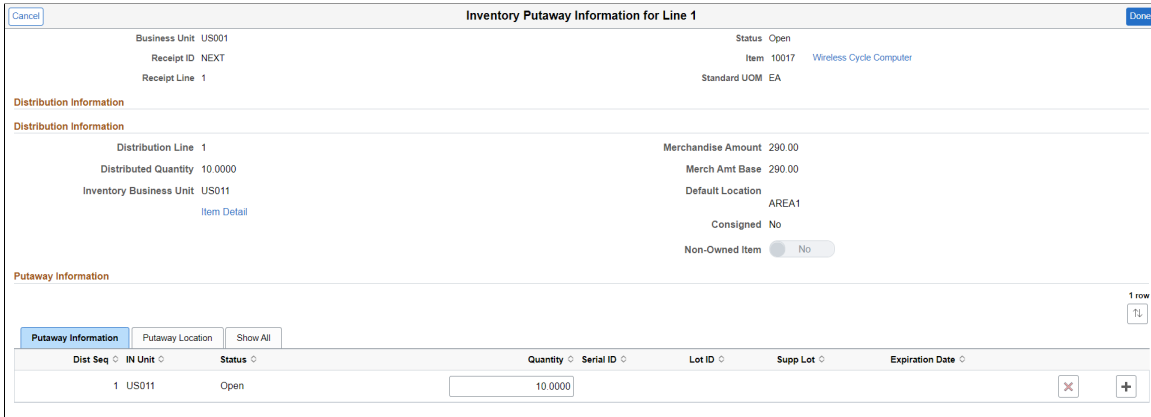 Cancel Inventory Putaway Information for Line 1 Done
Business Unit US001 Status Open
Receipt ID NEXT Item 10017 Wireless Cycle Computer
Receipt Line 1 Standard UOM EA
Distribution Information
Distribution Information
Distribution Line 1 Merchandise Amount 290.00
Distributed Quantity 10.0000 Merch Amt Base 290.00
Inventory Business Unit US011 Default Location
AREA1
Item Detail
Consigned No
Non-Owned Item No
Putaway Information
1 row
Putaway Information Putaway Location Show All
Dist Seq IN Unit Status Quantity Serial ID Lot ID Supp Lot Expiration Date
1 US011 Open 10.0000